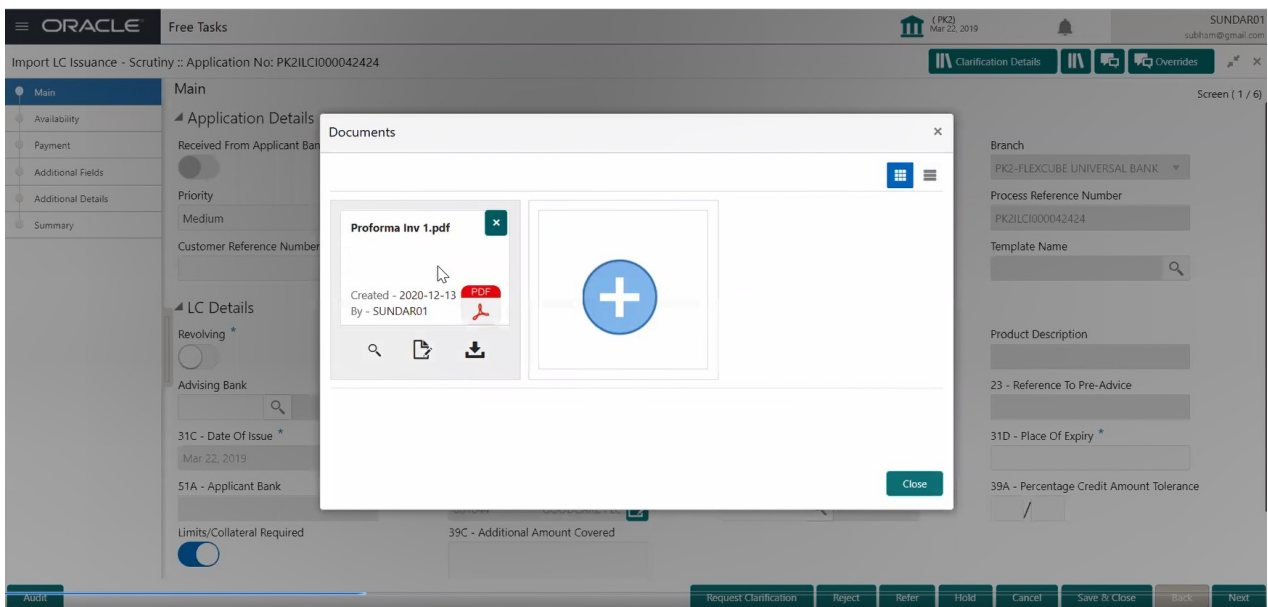 ORACLE
Free Tasks
( PK2)
Mar 22, 2019
SUNDAR01
subham@gmail.com
Import LC Issuance - Scrutiny :: Application No: PK2ILCI000042424
Clarification Details
Overrides
Main
Availability
Payment
Additional Fields
Additional Details
Summary
Main
Screen ( 1 / 6)
Application Details
Received From Applicant Ban
Branch
PK2-FLEXCUBE UNIVERSAL BANK
Priority
Medium
Process Reference Number
PK2ILCI000042424
Customer Reference Number
Template Name
Documents
Proforma Inv 1.pdf
Created - 2020-12-13
By - SUNDAR01
PDF
Close
LC Details
Revolving *
Product Description
Advising Bank
23 - Reference To Pre-Advice
31C - Date Of Issue *
Mar 22, 2019
31D - Place Of Expiry *
51A - Applicant Bank
39A - Percentage Credit Amount Tolerance
/
Limits/Collateral Required
39C - Additional Amount Covered
Audit
Request Clarification
Reject
Refer
Hold
Cancel
Save & Close
Back
Next